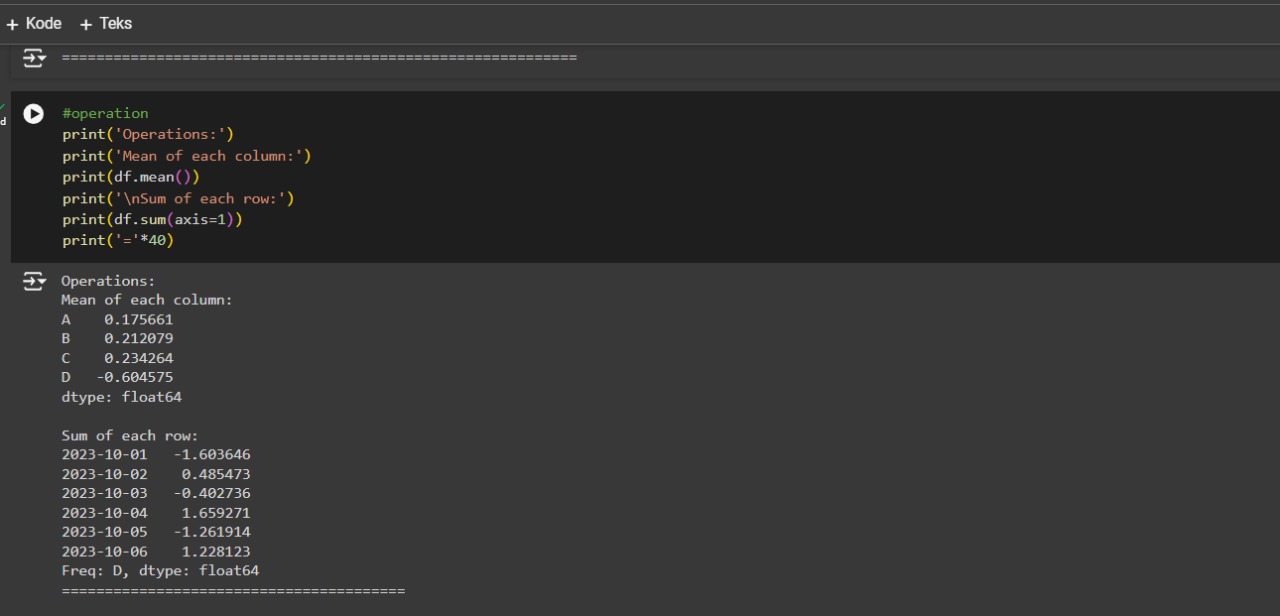 + Kode + Teks
============================================================
d
#operation
print('Operations:')
print('Mean of each column:')
print(df.mean())
print('\nSum of each row:')
print(df.sum(axis=1))
print('='*40)
Operations:
Mean of each column:
A    0.175661
B    0.212079
C    0.234264
D   -0.604575
dtype: float64

Sum of each row:
2023-10-01   -1.603646
2023-10-02    0.485473
2023-10-03   -0.402736
2023-10-04    1.659271
2023-10-05   -1.261914
2023-10-06    1.228123
Freq: D, dtype: float64
========================================